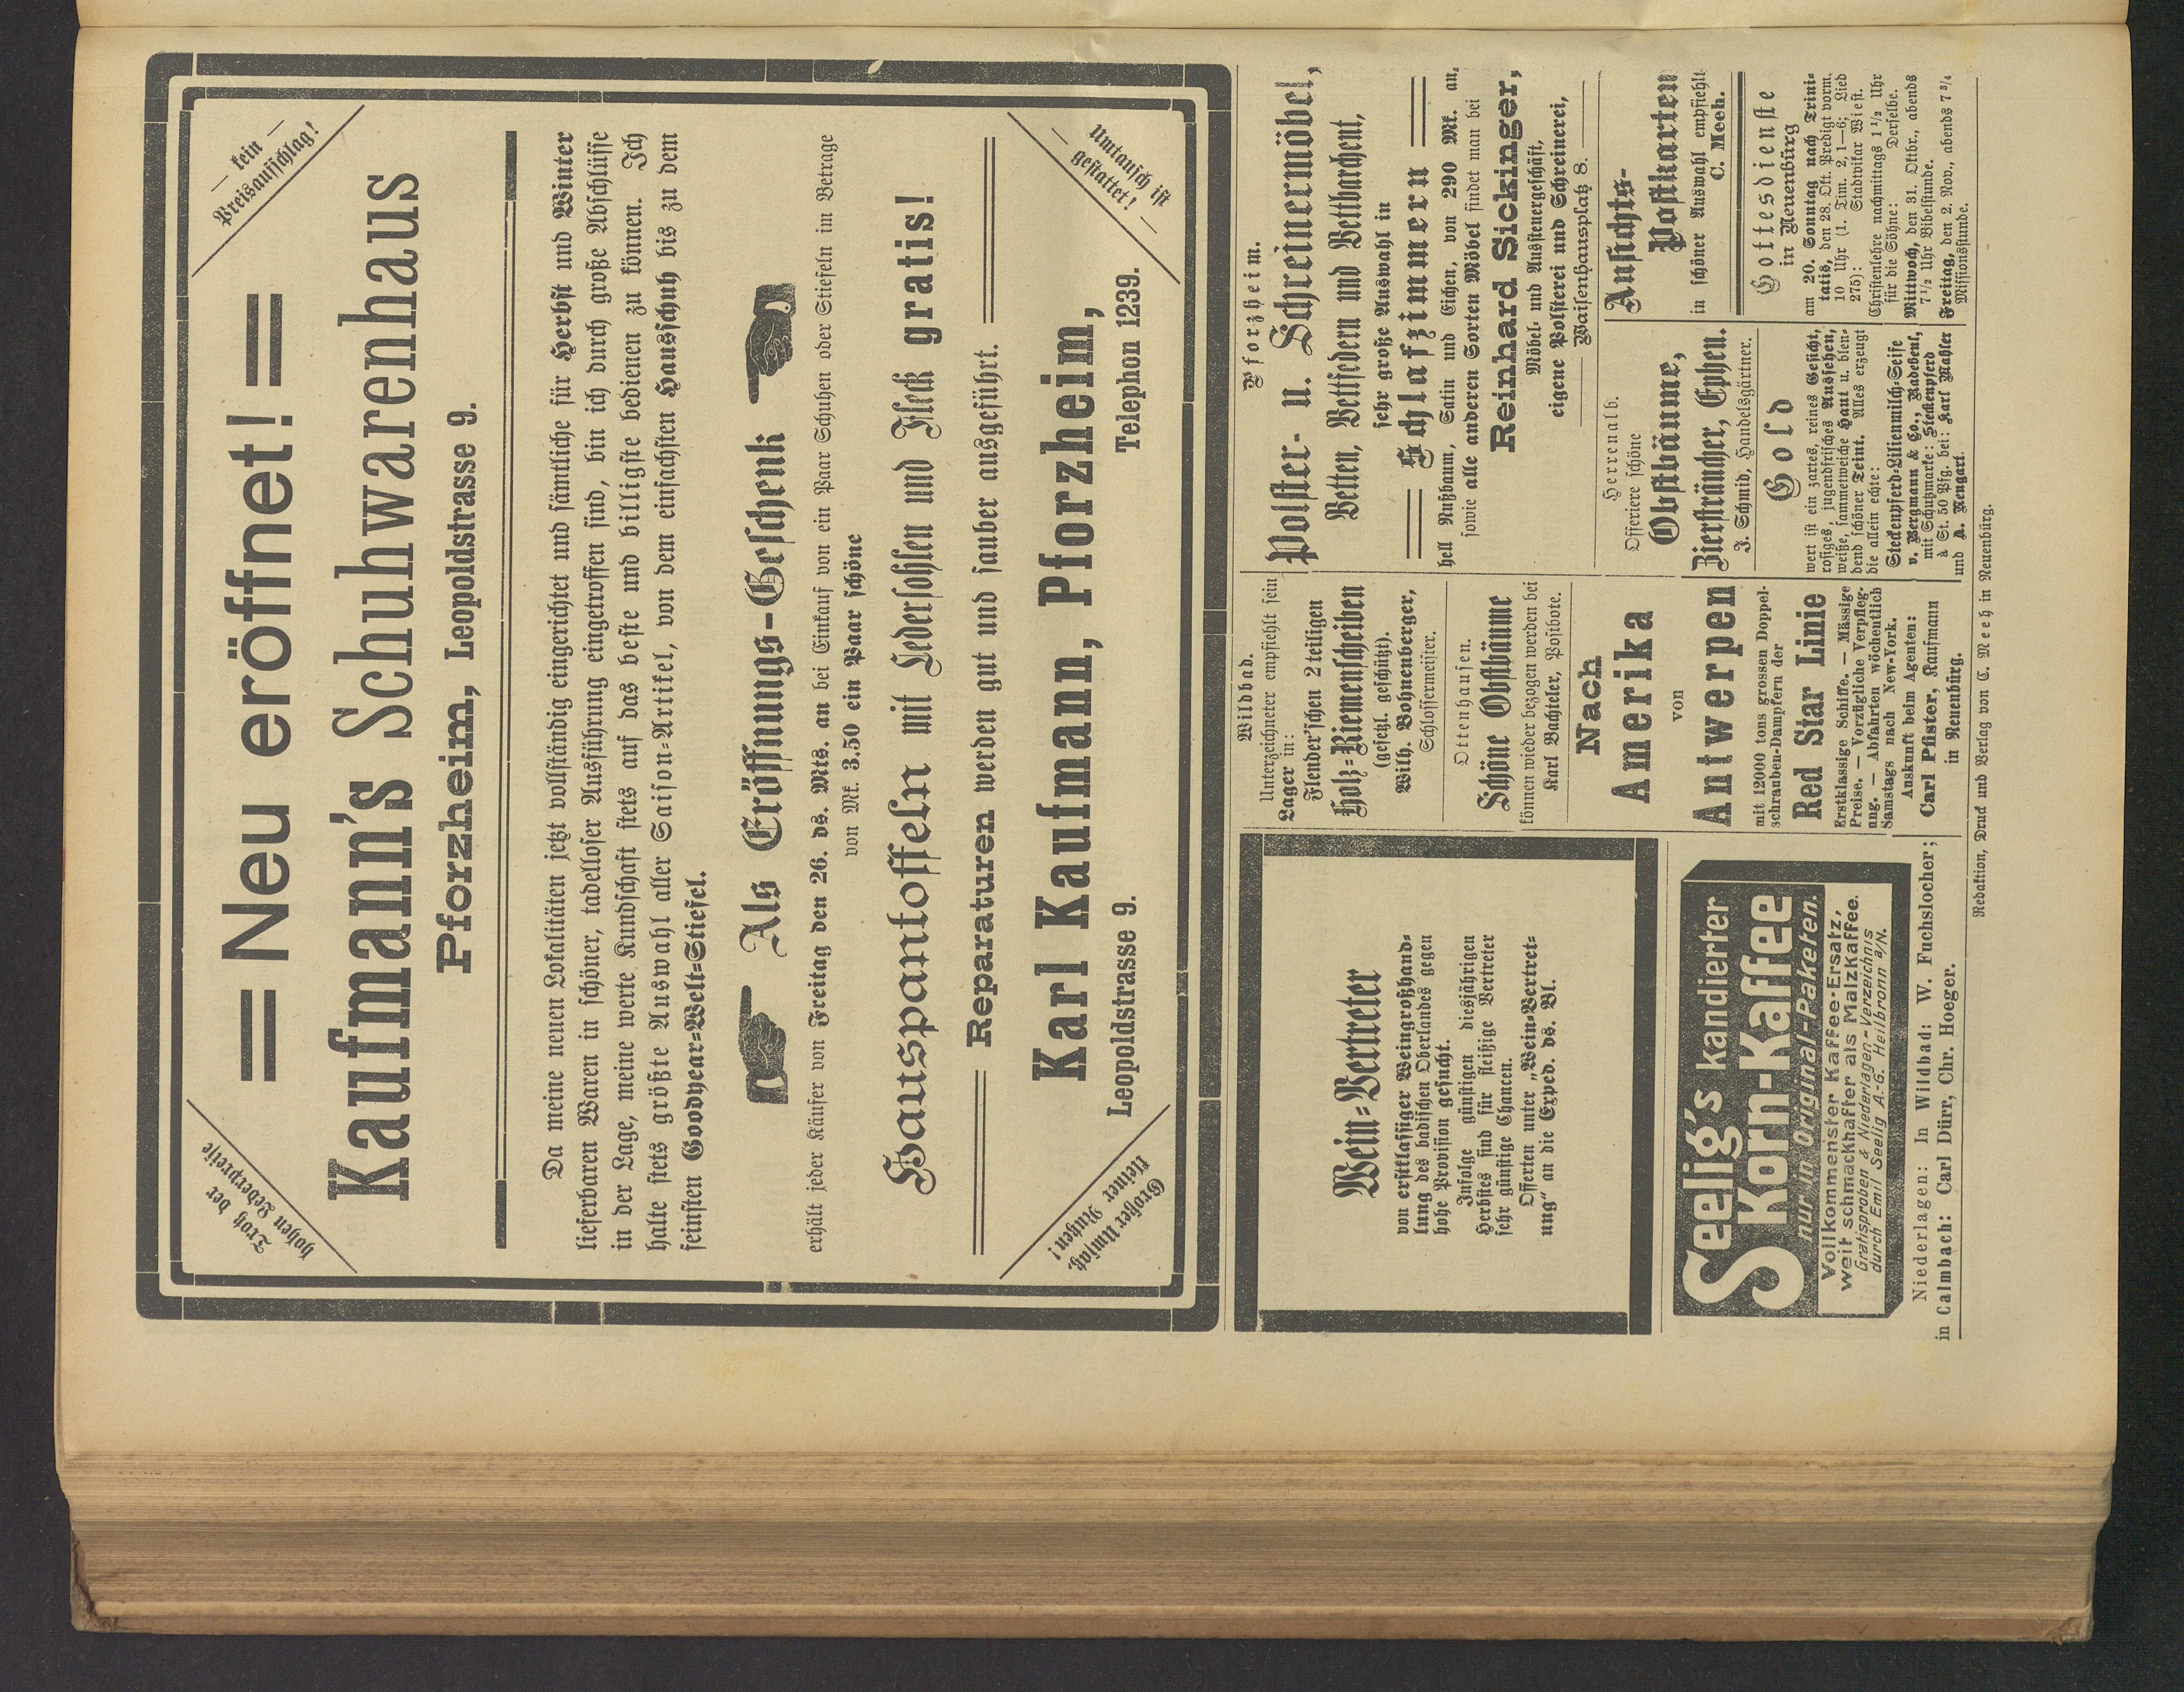 Trotz der
hohen Lederpreise
— kein —
Preisaufschlag!
Neu eröffnet!
Kaufmann's Schuhwarenhaus
Pforzheim, Leopoldstrasse 9.
Da meine neuen Lokalitäten jetzt vollständig eingerichtet und sämtliche für Herbst und Winter
lieferbaren Waren in schöner, tadelloser Ausführung eingetroffen sind, bin ich durch große Abschlüsse
in der Lage, meine werte Kundschaft stets auf das beste und billigste bedienen zu können. Ich
halte stets größte Auswahl aller Saison-Artikel, von dem einfachsten Hausschuh bis zu dem
feinsten Goodyear-Welt-Stiefel.
Als Eröffnungs-Geschenk
erhält jeder Käufer von Freitag den 26. ds. Mts. an bei Einkauf von ein Paar Schuhen oder Stiefeln im Betrage
von Mk. 3.50 ein Paar schöne
Hauspantoffeln mit Ledersohlen und Fleck gratis!
Reparaturen werden gut und sauber ausgeführt.
Karl Kaufmann, Pforzheim,
Leopoldstrasse 9. Telephon 1239.
Großer Umsatz,
kleiner Nutzen!
Umtausch ist
gestattet! —
Wein-Vertreter
von erstklassiger Weingroßhand-
lung des badischen Oberlandes gegen
hohe Provision gesucht.
Infolge günstigen diesjährigen
Herbstes sind für fleißige Vertreter
sehr günstige Chancen.
Offerten unter „Wein-Vertret-
ung" an die Exped. ds. Bl.
Seelig's kandierter
Korn-Kaffee
nur in Original-Paketen.
Vollkommenster Kaffee-Ersatz,
weit schmackhafter als Malzkaffee.
Gratisproben & Niederlagen-Verzeichnis
durch Emil Seelig A.-G. Heilbronn a/N.
Niederlagen: In Wildbad: W. Fuchslocher;
in Calmbach: Carl Dürr, Chr. Hoeger.
Wildbad.
Unterzeichneter empfiehlt sein
Lager in:
Flender'schen 2teiligen
Holz-Riemenscheiben
(gesetzl. geschützt).
Wilh. Bohnenberger,
Schlossermeister.
Ottenhausen.
Schöne Obstbäume
können wieder bezogen werden bei
Karl Bachteler, Postbote.
Nach
Amerika
von
Antwerpen
mit 12000 tons grossen Doppel-
schrauben-Dampfern der
Red Star Linie
Erstklassige Schiffe. — Mässige
Preise. — Vorzügliche Verpfleg-
ung. — Abfahrten wöchentlich
Samstags nach New-York.
Auskunft beim Agenten:
Carl Pfister, Kaufmann
in Neuenbürg.
Pforzheim.
Polster- u. Schreinermöbel,
Betten, Bettfedern und Bettbarchent,
sehr große Auswahl in
Schlafzimmern
hell Nußbaum, Satin und Eichen, von 290 Mk. an,
sowie alle anderen Sorten Möbel findet man bei
Reinhard Sickinger,
Möbel- und Aussteuergeschäft,
eigene Polsterei und Schreinerei,
Waisenhausplatz 8.
Herrenalb.
Offeriere schöne
Obstbäume,
Ziersträucher, Epheu.
J. Schmid, Handelsgärtner.
Gold
wert ist ein zartes, reines Gesicht,
rosiges, jugendfrisches Aussehen,
weiße, sammetweiche Haut u. blen-
dend schöner Teint. Alles erzeugt
die allein echte:
Steckenpferd-Lilienmilch-Seife
v. Bergmann & Co., Radebeul,
mit Schutzmarke: Steckenpferd
à St. 50 Pfg. bei: Karl Mahler
und A. Neugart.
Ansichts-
Postkarten
in schöner Auswahl empfiehlt
C. Meeh.
Gottesdienste
in Neuenbürg
am 20. Sonntag nach Trini-
tatis, den 28. Okt. Predigt vorm.
10 Uhr (1. Tim. 2, 1—6; Lied
275): Stadtvikar Wiest.
Christenlehre nachmittags 1 1/2 Uhr
für die Söhne: Derselbe.
Mittwoch, den 31. Oktbr., abends
7 1/2 Uhr Bibelstunde.
Freitag, den 2. Nov., abends 7 3/4
Missionsstunde.
Redaktion, Druck und Verlag von C. Meeh in Neuenbürg.